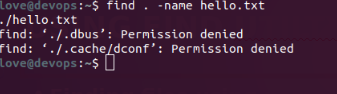 love@devops:~$ find . -name hello.txt
./hello.txt
find: ‘./.dbus’: Permission denied
find: ‘./.cache/dconf’: Permission denied
love@devops:~$